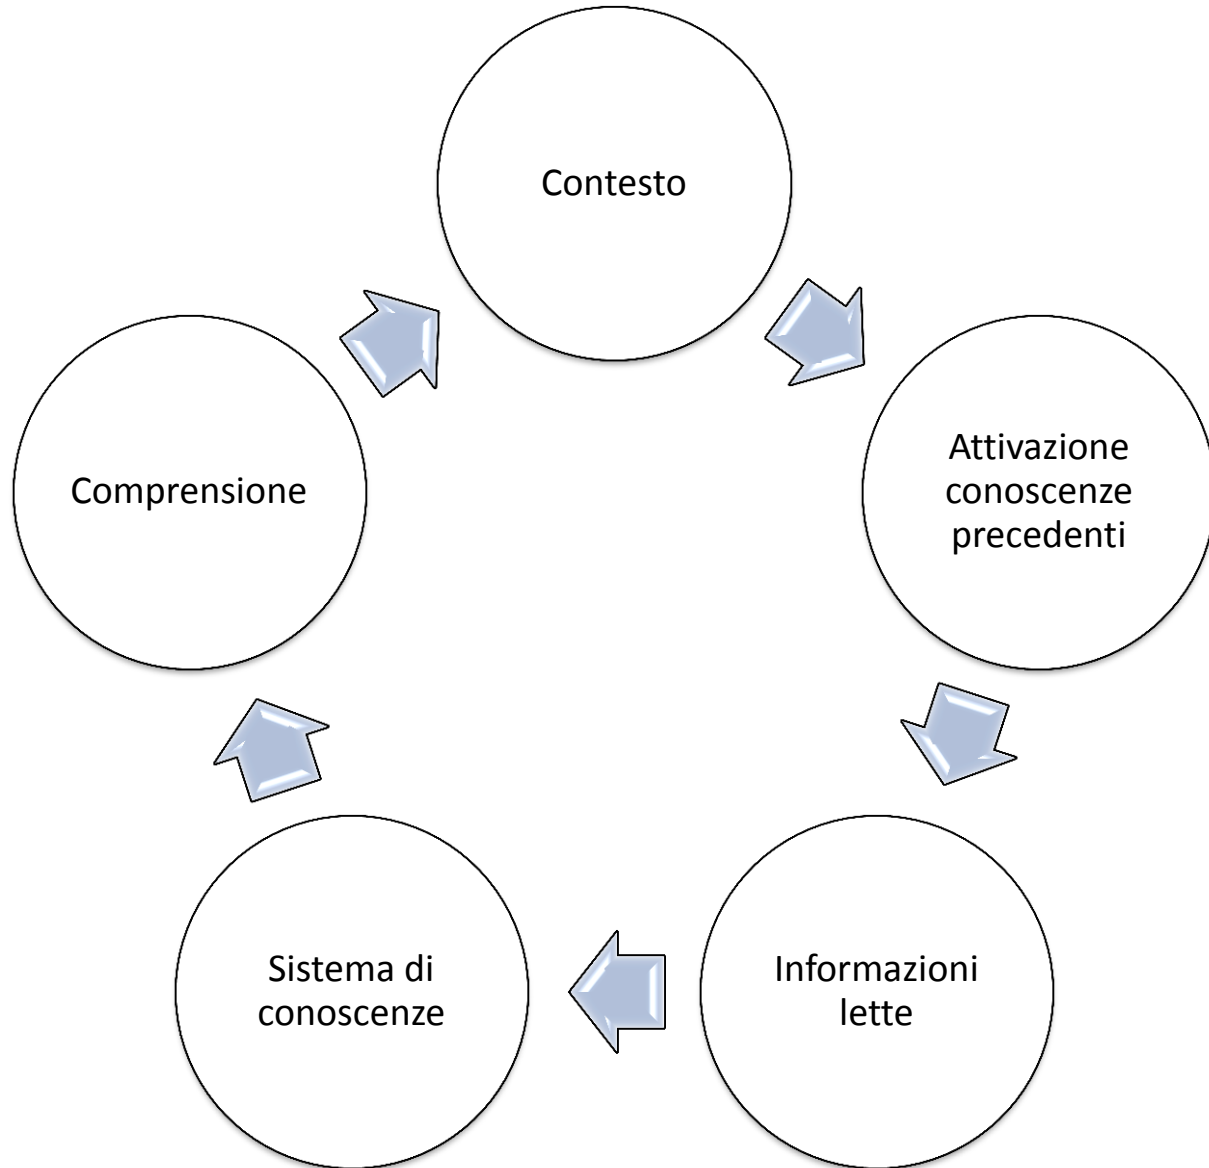 Contesto
Attivazione
conoscenze
precedenti
Informazioni
lette
Sistema di
conoscenze
Comprensione